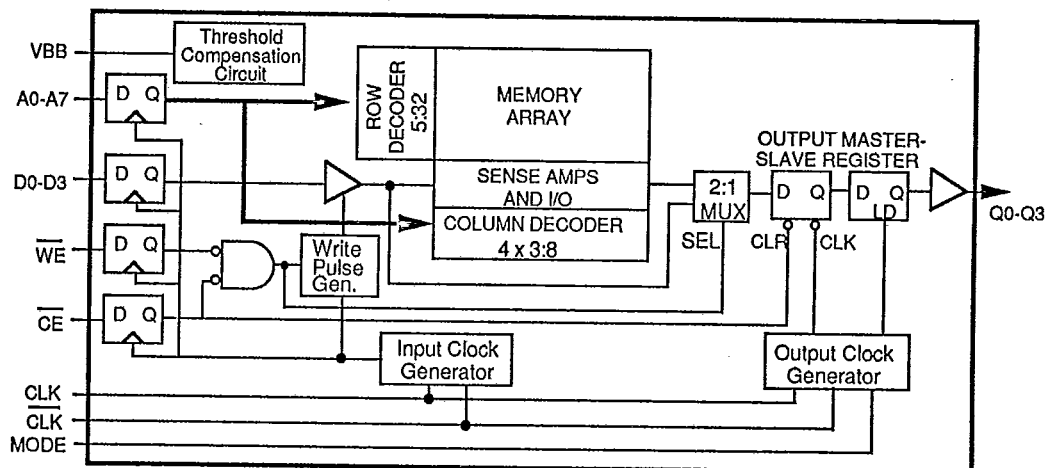 VBB
Threshold
Compensation
Circuit
A0-A7
D Q
ROW
DECODER
5:32
MEMORY
ARRAY
OUTPUT MASTER-
SLAVE REGISTER
D0-D3
D Q
SENSE AMPS
AND I/O
2:1
MUX
D Q
D Q
LD
Q0-Q3
COLUMN DECODER
4 x 3:8
SEL
CLR
CLK
WE
D Q
Write
Pulse
Gen.
CE
D Q
Input Clock
Generator
Output Clock
Generator
CLK
CLK
MODE